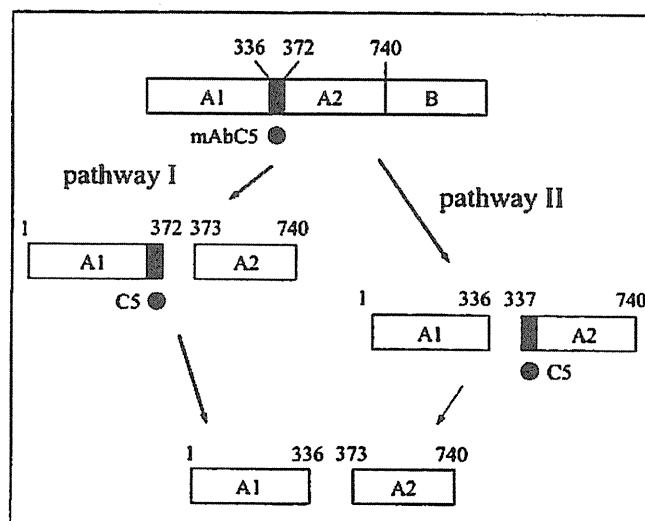 336 372 740
A1 A2 B
mAbC5
pathway I
pathway II
1 372 373 740
A1 A2
C5
1 336 337 740
A1 A2
C5
1 336 373 740
A1 A2